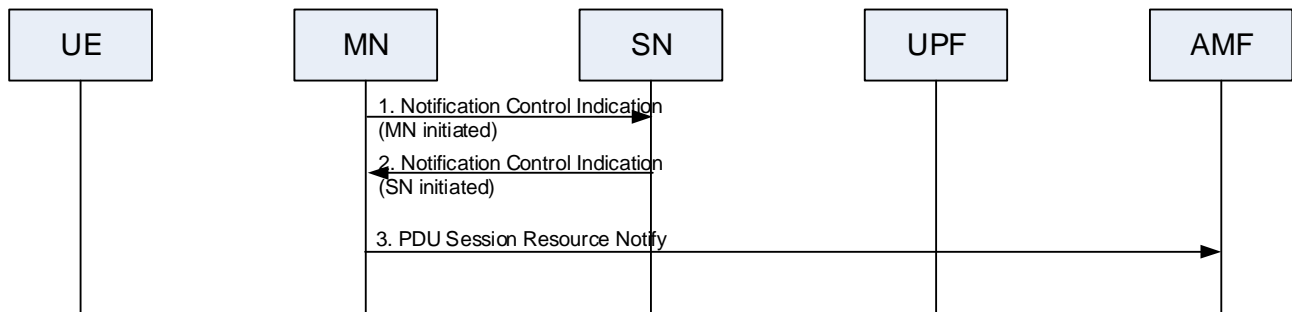 UE
MN
SN
UPF
AMF
1. Notification Control Indication
(MN initiated)
2. Notification Control Indication
(SN initiated)
3. PDU Session Resource Notify